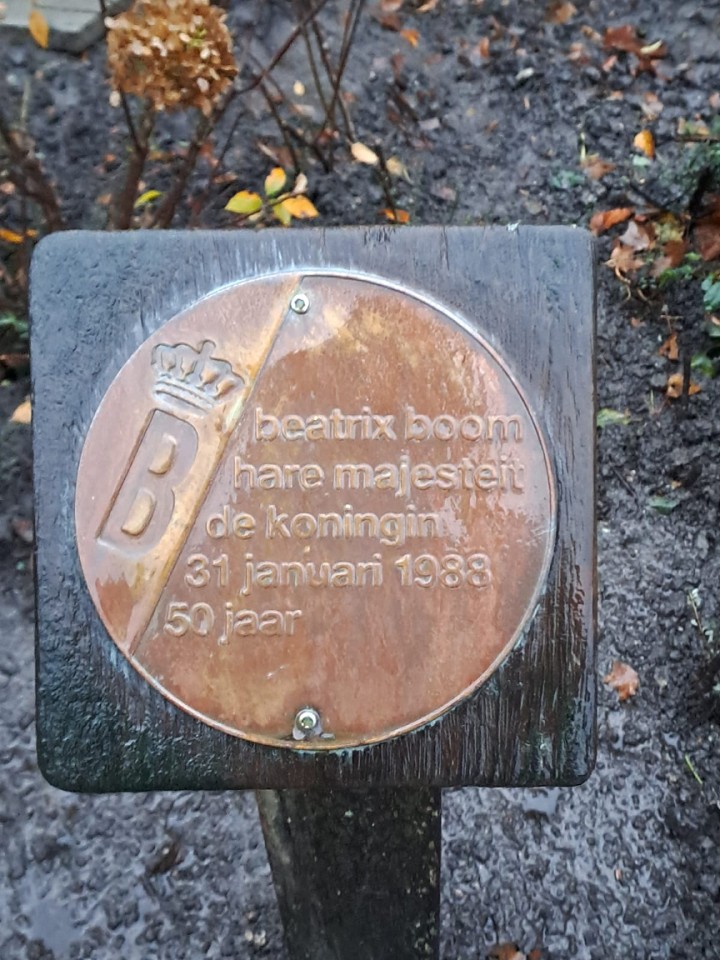 B
beatrix boom
hare majesteit
de koningin
31 januari 1988
50 jaar